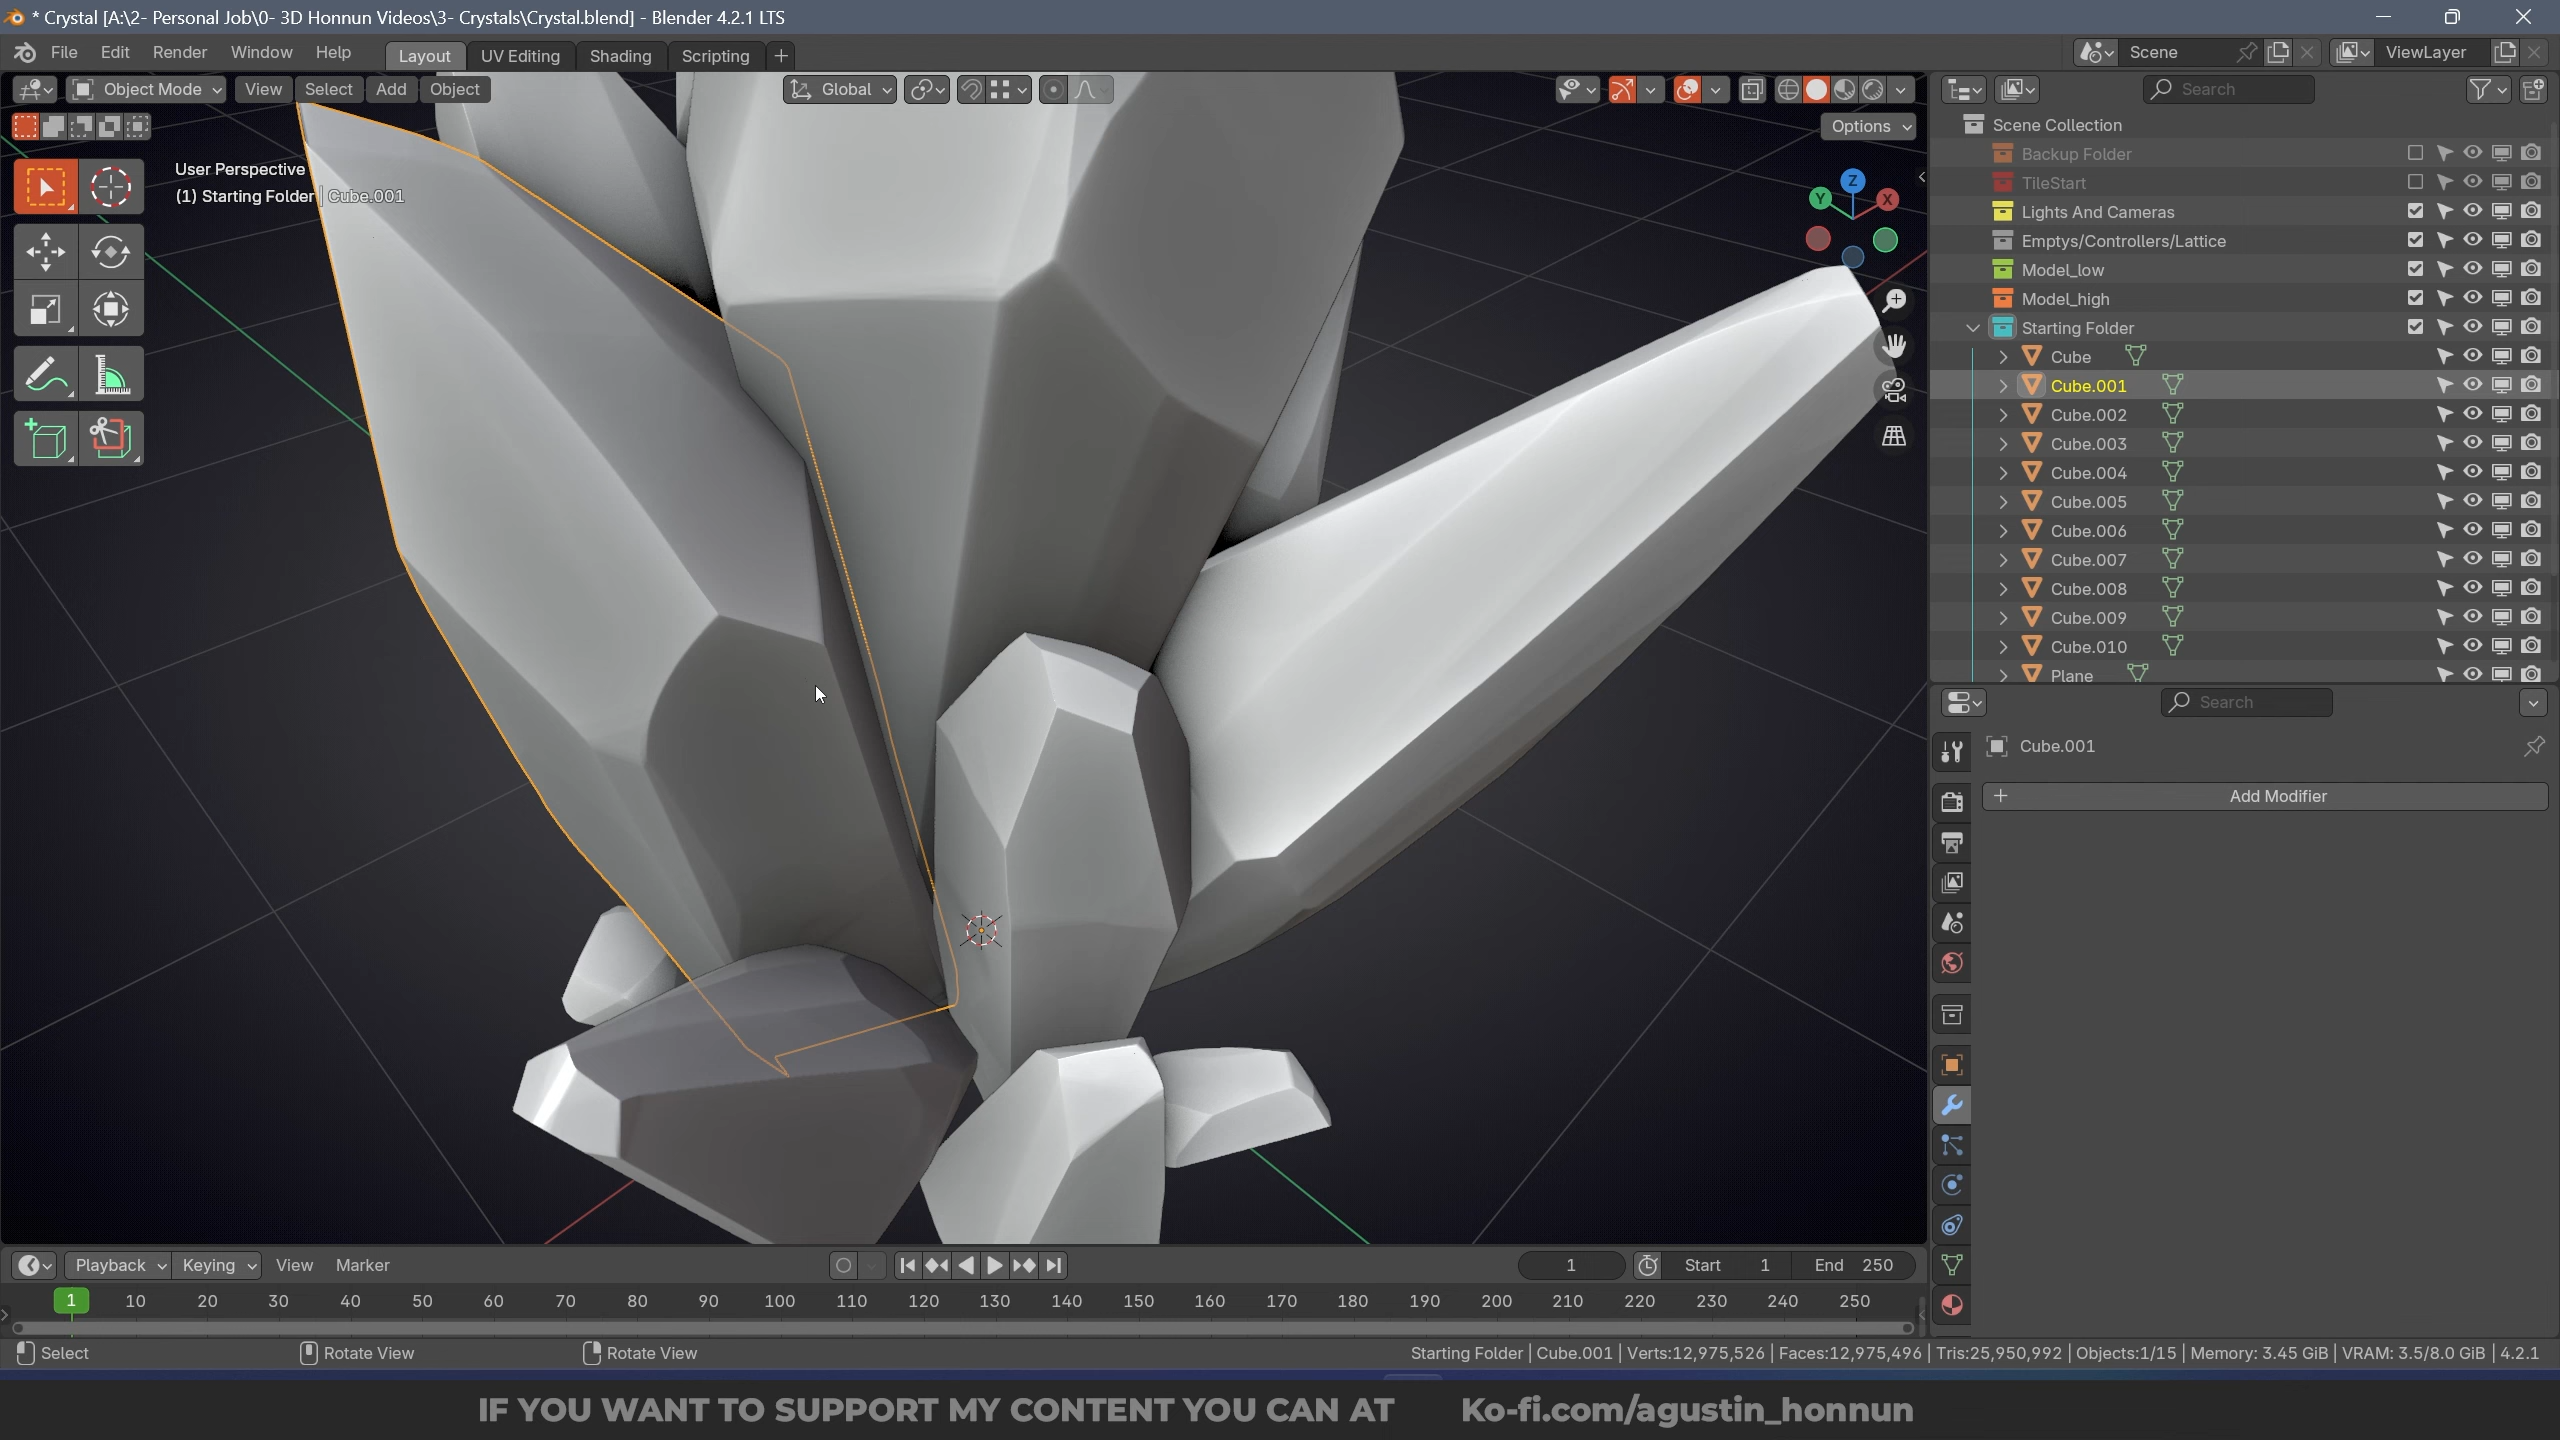 * Crystal [A:\2- Personal Job\0- 3D Honnun Videos\3- Crystals\Crystal.blend] - Blender 4.2.1 LTS
File Edit Render Window Help Layout UV Editing Shading Scripting + Scene ViewLayer
Object Mode View Select Add Object Global Search
Options
User Perspective
(1) Starting Folder | Cube.001
Z
Y
X
Scene Collection
Backup Folder
TileStart
Lights And Cameras
Emptys/Controllers/Lattice
Model_low
Model_high
Starting Folder
Cube
Cube.001
Cube.002
Cube.003
Cube.004
Cube.005
Cube.006
Cube.007
Cube.008
Cube.009
Cube.010
Plane
Search
Cube.001
+ Add Modifier
Playback Keying View Marker 1 Start 1 End 250
1 10 20 30 40 50 60 70 80 90 100 110 120 130 140 150 160 170 180 190 200 210 220 230 240 250
Select Rotate View Rotate View Starting Folder | Cube.001 | Verts:12,975,526 | Faces:12,975,496 | Tris:25,950,992 | Objects:1/15 | Memory: 3.45 GiB | VRAM: 3.5/8.0 GiB | 4.2.1
IF YOU WANT TO SUPPORT MY CONTENT YOU CAN AT Ko-fi.com/agustin_honnun